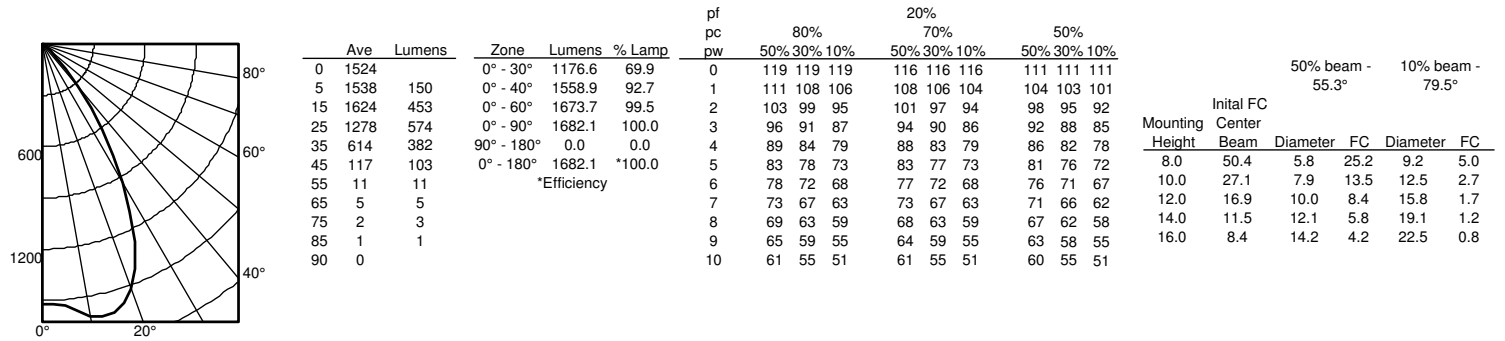 600
1200
0°
20°
40°
60°
80°
Ave Lumens
0 1524
5 1538 150
15 1624 453
25 1278 574
35 614 382
45 117 103
55 11 11
65 5 5
75 2 3
85 1 1
90 0
Zone Lumens % Lamp
0° - 30° 1176.6 69.9
0° - 40° 1558.9 92.7
0° - 60° 1673.7 99.5
0° - 90° 1682.1 100.0
90° - 180° 0.0 0.0
0° - 180° 1682.1 *100.0
*Efficiency
pf 20%
pc 80% 70% 50%
pw 50% 30% 10% 50% 30% 10% 50% 30% 10%
0 119 119 119 116 116 116 111 111 111
1 111 108 106 108 106 104 104 103 101
2 103 99 95 101 97 94 98 95 92
3 96 91 87 94 90 86 92 88 85
4 89 84 79 88 83 79 86 82 78
5 83 78 73 83 77 73 81 76 72
6 78 72 68 77 72 68 76 71 67
7 73 67 63 73 67 63 71 66 62
8 69 63 59 68 63 59 67 62 58
9 65 59 55 64 59 55 63 58 55
10 61 55 51 61 55 51 60 55 51
50% beam - 10% beam -
55.3° 79.5°
Inital FC
Mounting Center
Height Beam Diameter FC Diameter FC
8.0 50.4 5.8 25.2 9.2 5.0
10.0 27.1 7.9 13.5 12.5 2.7
12.0 16.9 10.0 8.4 15.8 1.7
14.0 11.5 12.1 5.8 19.1 1.2
16.0 8.4 14.2 4.2 22.5 0.8